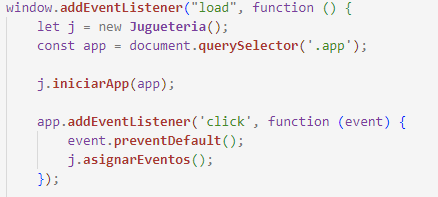 window.addEventListener("load", function () {
    let j = new Jugueteria();
    const app = document.querySelector('.app');

    j.iniciarApp(app);

    app.addEventListener('click', function (event) {
        event.preventDefault();
        j.asignarEventos();
    });